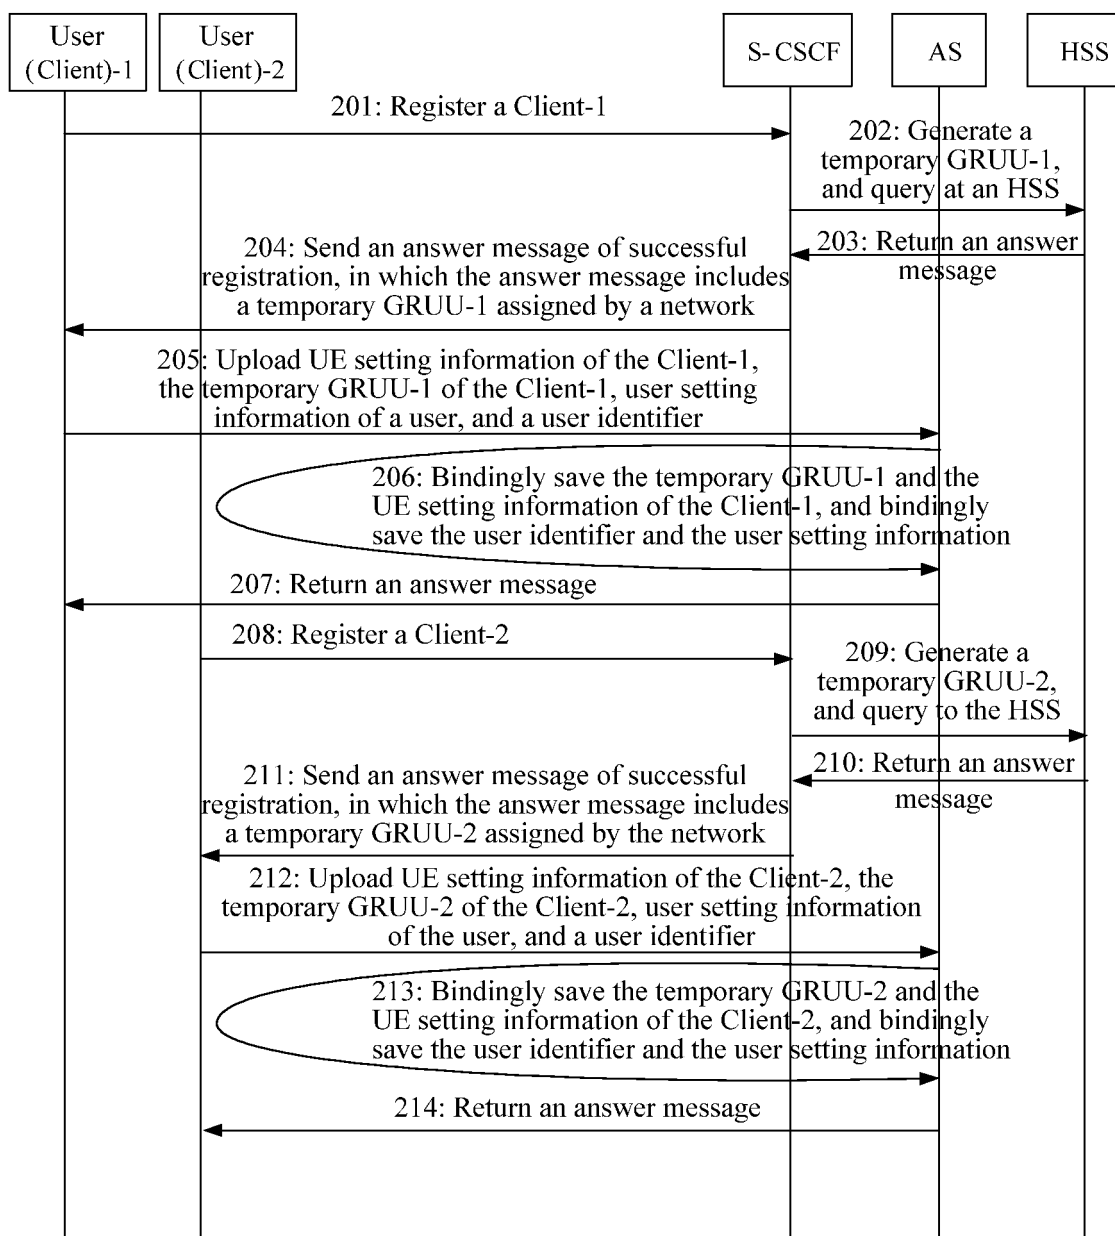 User
(Client)-1
User
(Client)-2
S-CSCF
AS
HSS
201: Register a Client-1
202: Generate a
temporary GRUU-1,
and query at an HSS
203: Return an answer
message
204: Send an answer message of successful
registration, in which the answer message includes
a temporary GRUU-1 assigned by a network
205: Upload UE setting information of the Client-1,
the temporary GRUU-1 of the Client-1, user setting
information of a user, and a user identifier
206: Bindingly save the temporary GRUU-1 and the
UE setting information of the Client-1, and bindingly
save the user identifier and the user setting information
207: Return an answer message
208: Register a Client-2
209: Generate a
temporary GRUU-2,
and query to the HSS
210: Return an answer
message
211: Send an answer message of successful
registration, in which the answer message includes
a temporary GRUU-2 assigned by the network
212: Upload UE setting information of the Client-2, the
temporary GRUU-2 of the Client-2, user setting information
of the user, and a user identifier
213: Bindingly save the temporary GRUU-2 and the
UE setting information of the Client-2, and bindingly
save the user identifier and the user setting information
214: Return an answer message